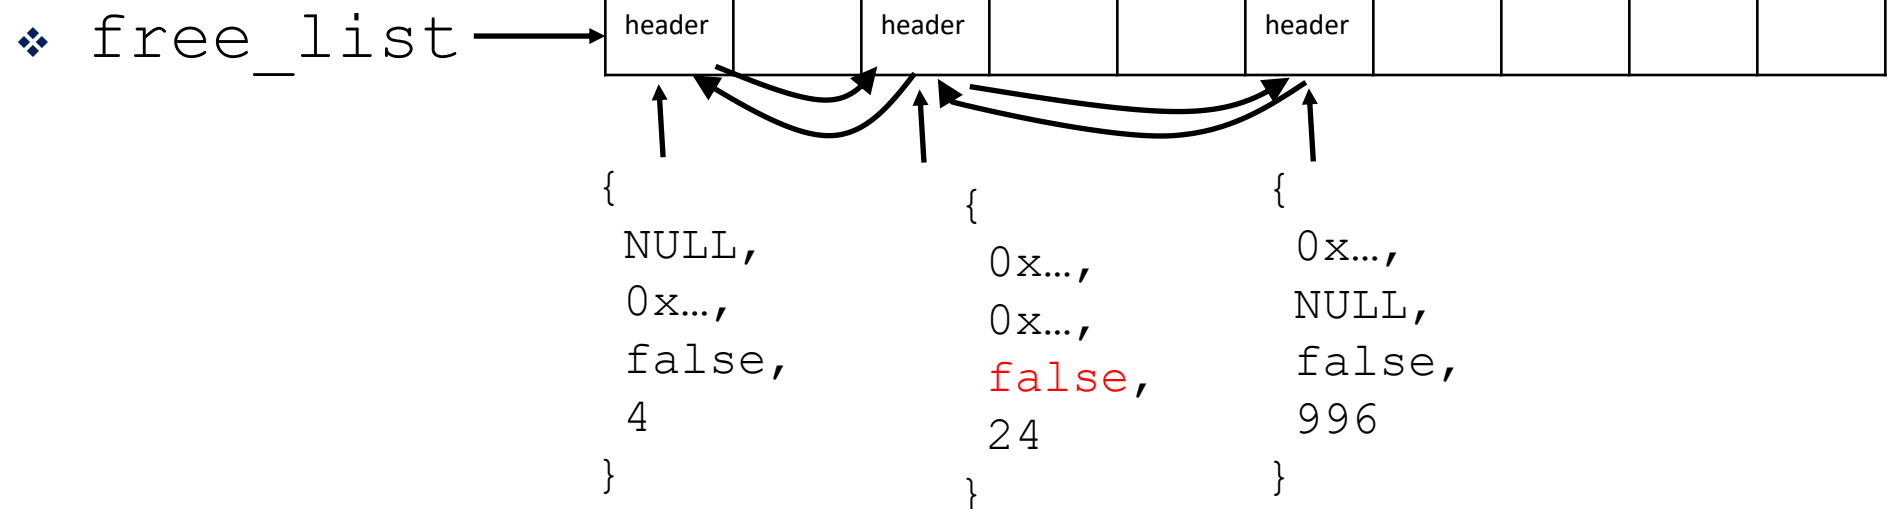 ❖ free_list
header
header
header
{
NULL,
0x…,
false,
4
}
{
0x…,
0x…,
false,
24
}
{
0x…,
NULL,
false,
996
}